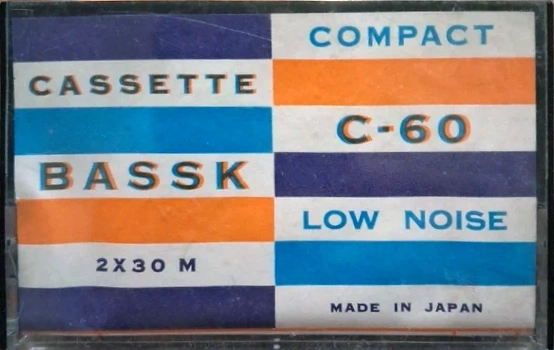 COMPACT
CASSETTE
C-60
BASSK
LOW NOISE
2X30 M
MADE IN JAPAN